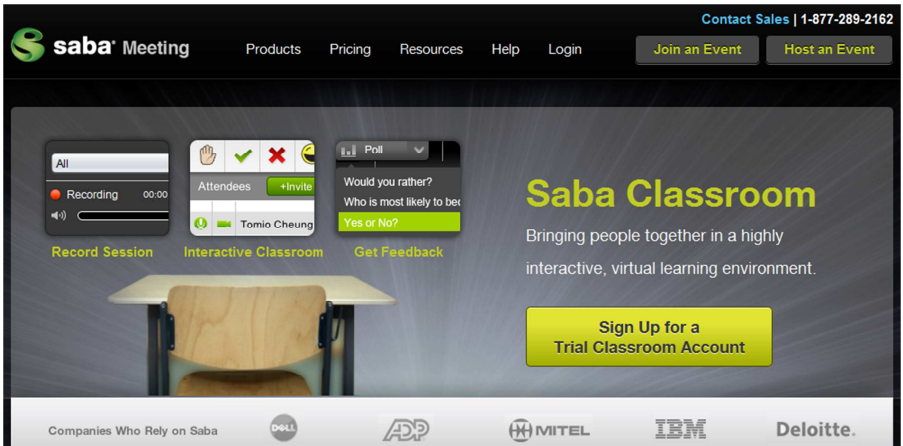 Contact Sales | 1-877-289-2162
saba Meeting
Products Pricing Resources Help Login
Join an Event Host an Event
All
Recording 00:00
Attendees +Invite
Tomio Cheung
Poll
Would you rather?
Who is most likely to bec
Yes or No?
Record Session Interactive Classroom Get Feedback
Saba Classroom
Bringing people together in a highly
interactive, virtual learning environment.
Sign Up for a
Trial Classroom Account
Companies Who Rely on Saba DELL ADP MITEL IBM Deloitte.